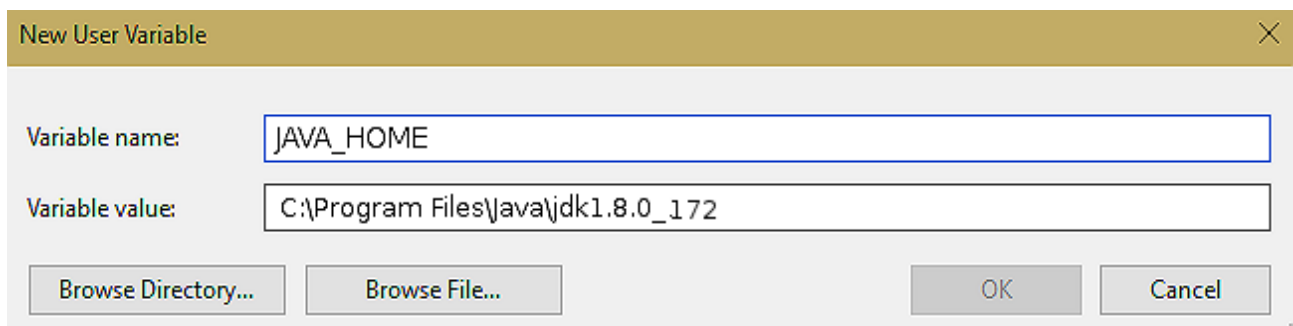 New User Variable
Variable name: JAVA_HOME
Variable value: C:\Program Files\Java\jdk1.8.0_172
Browse Directory... Browse File... OK Cancel